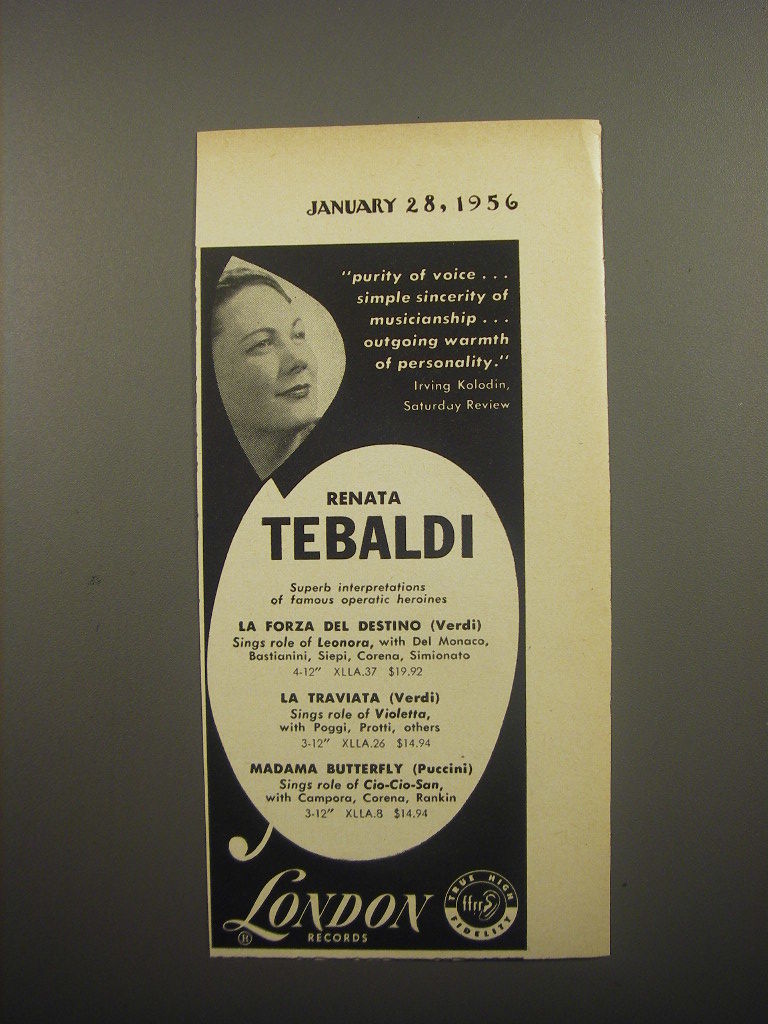 JANUARY 28, 1956
"purity of voice . . .
simple sincerity of
musicianship . . .
outgoing warmth
of personality."
Irving Kolodin,
Saturday Review
RENATA
TEBALDI
Superb interpretations
of famous operatic heroines
LA FORZA DEL DESTINO (Verdi)
Sings role of Leonora, with Del Monaco,
Bastianini, Siepi, Corena, Simionato
4-12" XLLA.37 $19.92
LA TRAVIATA (Verdi)
Sings role of Violetta,
with Poggi, Protti, others
3-12" XLLA.26 $14.94
MADAMA BUTTERFLY (Puccini)
Sings role of Cio-Cio-San,
with Campora, Corena, Rankin
3-12" XLLA.8 $14.94
LONDON
RECORDS
TRUE HIGH
ffrr
FIDELITY